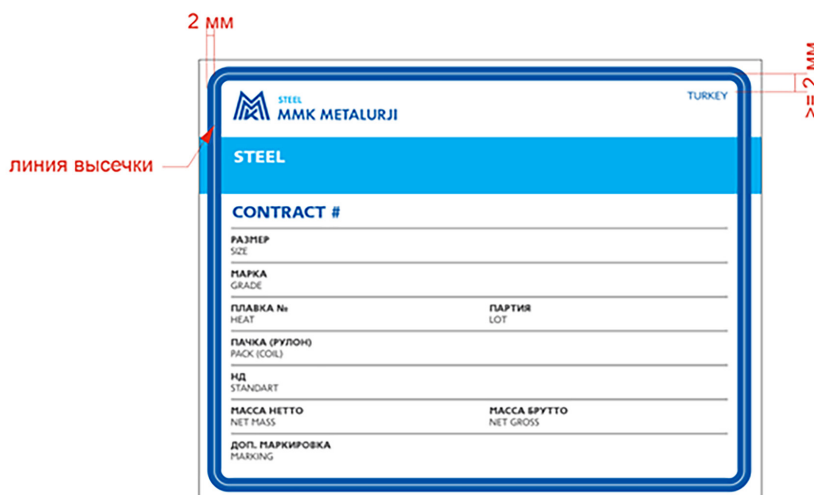 2 мм
>= 2 мм
STEEL
MMK METALURJI
TURKEY
линия высечки
STEEL
CONTRACT #
РАЗМЕР
SIZE
МАРКА
GRADE
ПЛАВКА № ПАРТИЯ
HEAT LOT
ПАЧКА (РУЛОН)
PACK (COIL)
НД
STANDART
МАССА НЕТТО МАССА БРУТТО
NET MASS NET GROSS
ДОП. МАРКИРОВКА
MARKING